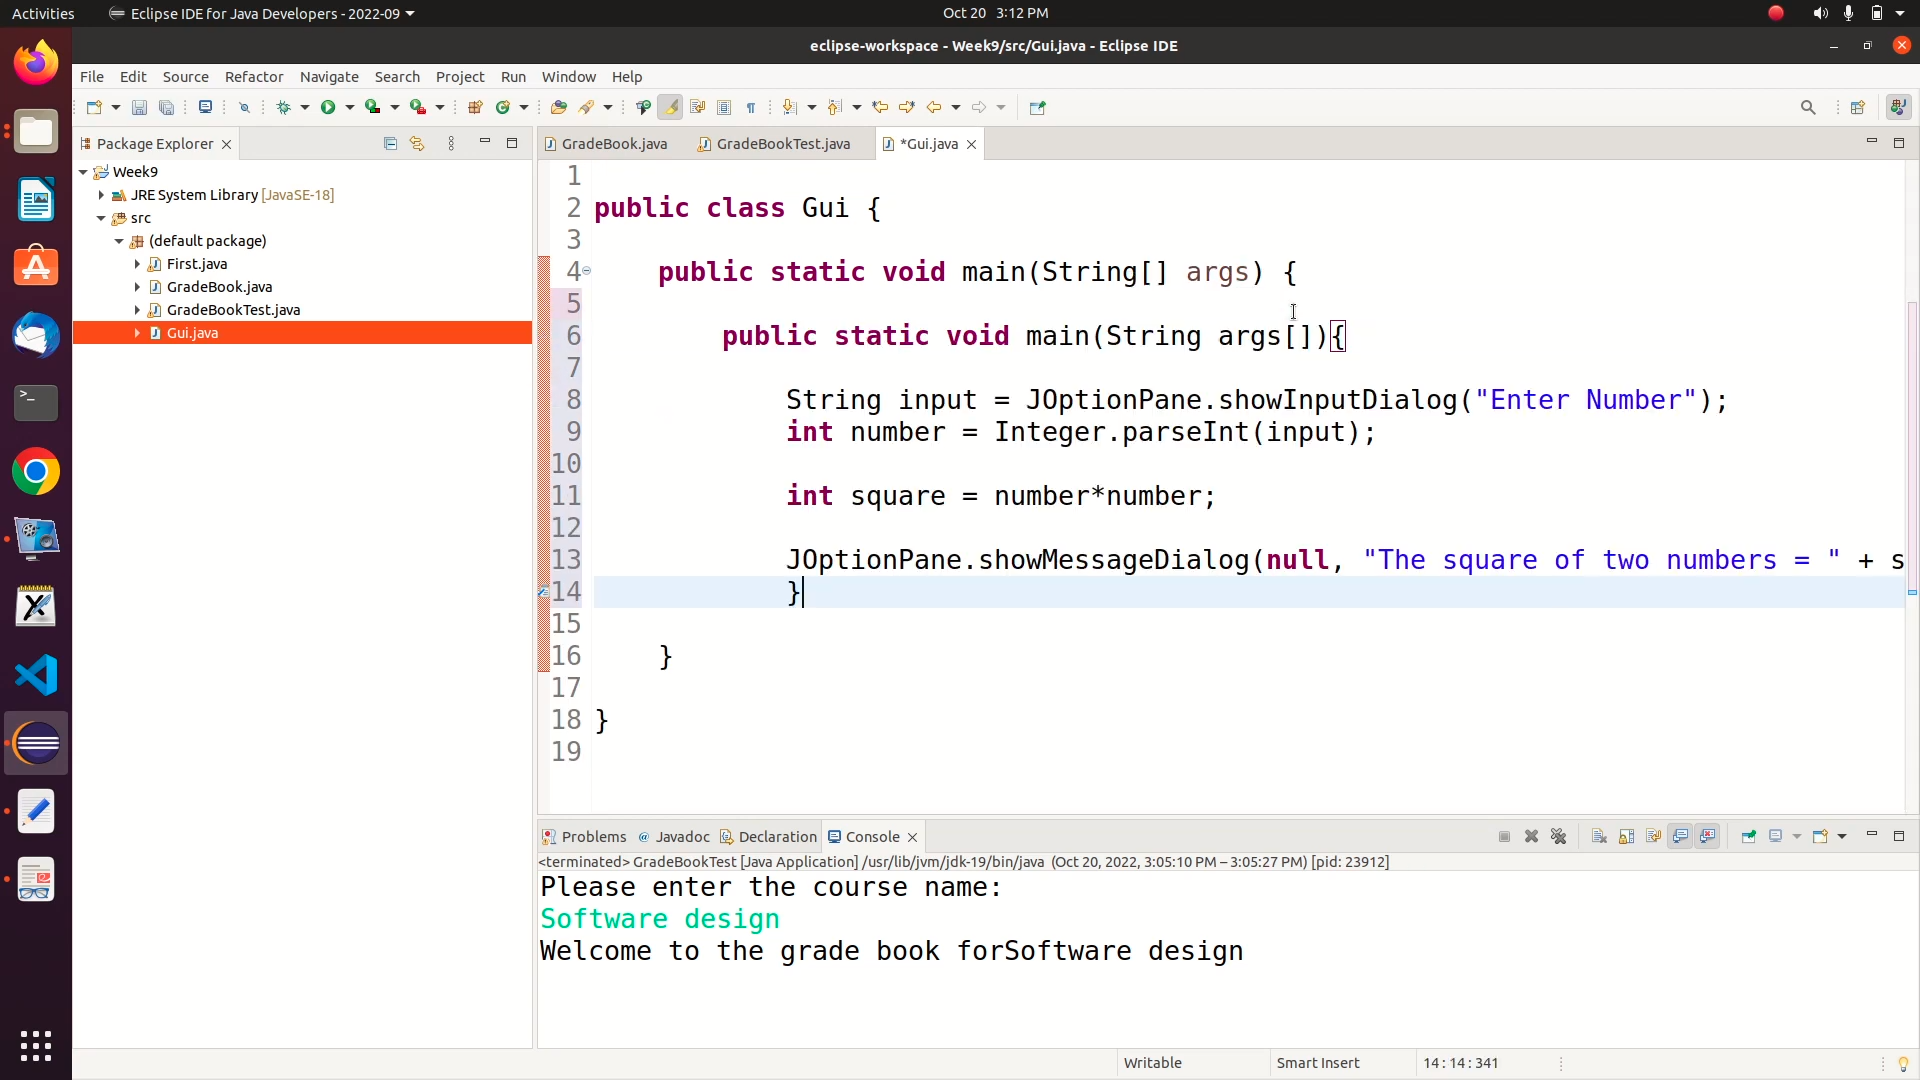 Activities Eclipse IDE for Java Developers - 2022-09 Oct 20 3:12 PM
eclipse-workspace - Week9/src/Gui.java - Eclipse IDE
File Edit Source Refactor Navigate Search Project Run Window Help
Package Explorer GradeBook.java GradeBookTest.java *Gui.java
Week9
JRE System Library [JavaSE-18]
src
(default package)
First.java
GradeBook.java
GradeBookTest.java
Gui.java
1
2 public class Gui {
3
4 public static void main(String[] args) {
5
6 public static void main(String args[]){
7
8 String input = JOptionPane.showInputDialog("Enter Number");
9 int number = Integer.parseInt(input);
10
11 int square = number*number;
12
13 JOptionPane.showMessageDialog(null, "The square of two numbers = " + s
14 }
15
16 }
17
18 }
19
Problems Javadoc Declaration Console
<terminated> GradeBookTest [Java Application] /usr/lib/jvm/jdk-19/bin/java (Oct 20, 2022, 3:05:10 PM – 3:05:27 PM) [pid: 23912]
Please enter the course name:
Software design
Welcome to the grade book forSoftware design
Writable Smart Insert 14 : 14 : 341